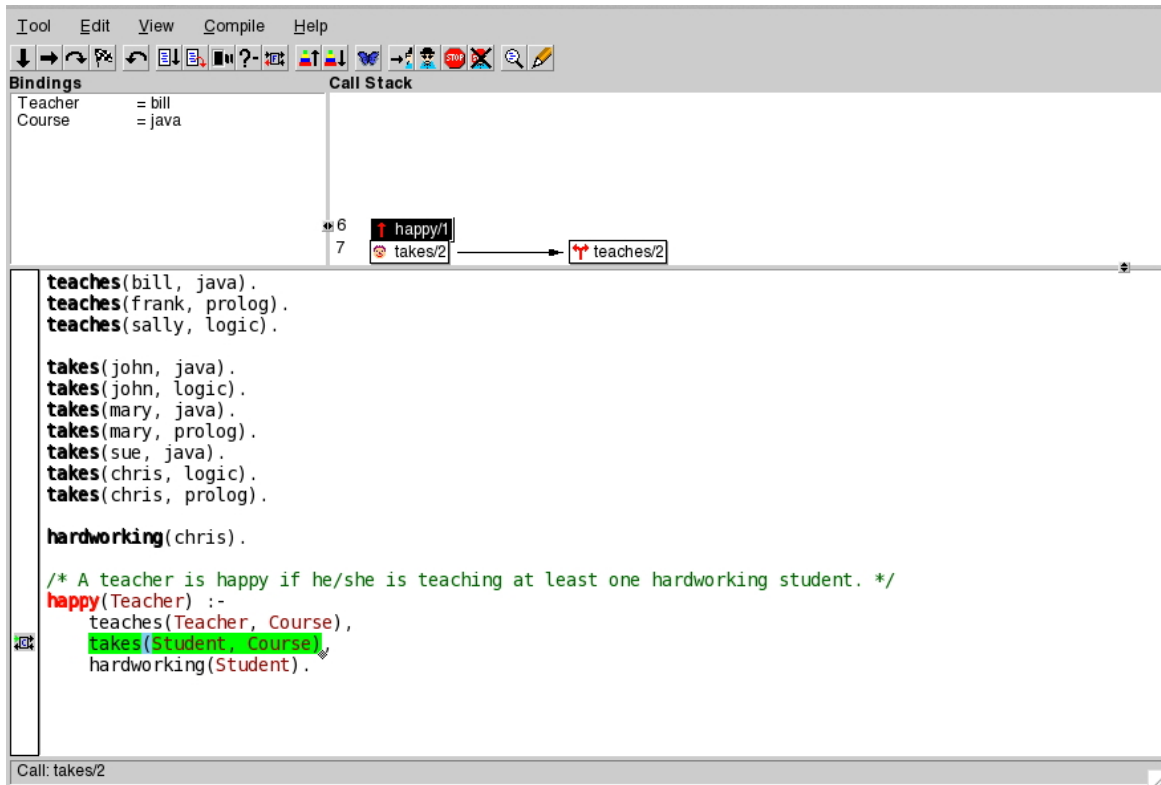 Tool Edit View Compile Help
?- STOP
Bindings Call Stack
Teacher = bill
Course = java
6 happy/1
7 takes/2 teaches/2
teaches(bill, java).
teaches(frank, prolog).
teaches(sally, logic).
takes(john, java).
takes(john, logic).
takes(mary, java).
takes(mary, prolog).
takes(sue, java).
takes(chris, logic).
takes(chris, prolog).
hardworking(chris).
/* A teacher is happy if he/she is teaching at least one hardworking student. */
happy(Teacher) :-
teaches(Teacher, Course),
takes(Student, Course),
hardworking(Student).
Call: takes/2